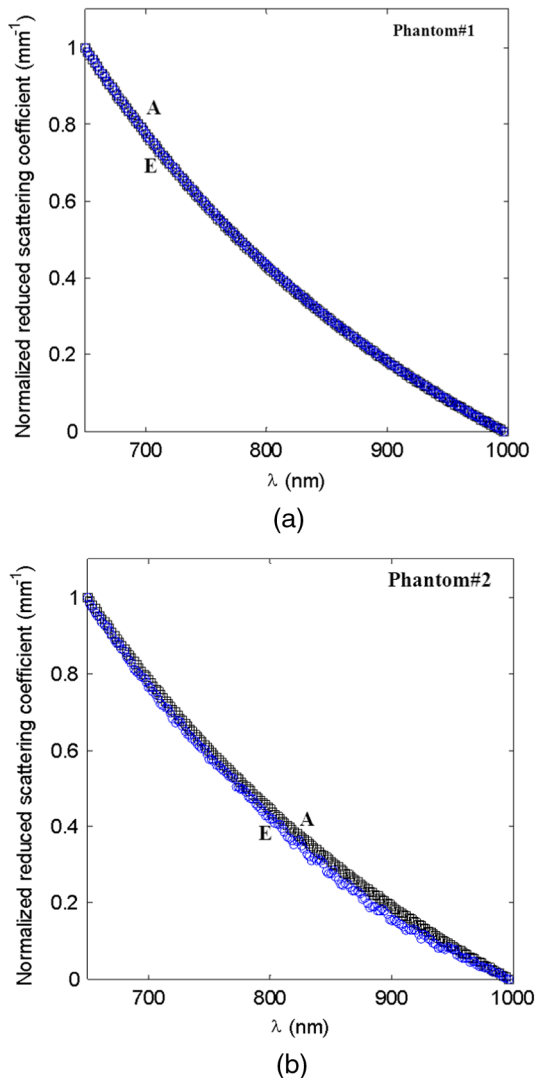 Phantom#1
Normalized reduced scattering coefficient (mm⁻¹)
1
0.8
0.6
0.4
0.2
0
A
E
700
800
900
1000
λ (nm)
(a)
Phantom#2
Normalized reduced scattering coefficient (mm⁻¹)
1
0.8
0.6
0.4
0.2
0
A
E
700
800
900
1000
λ (nm)
(b)